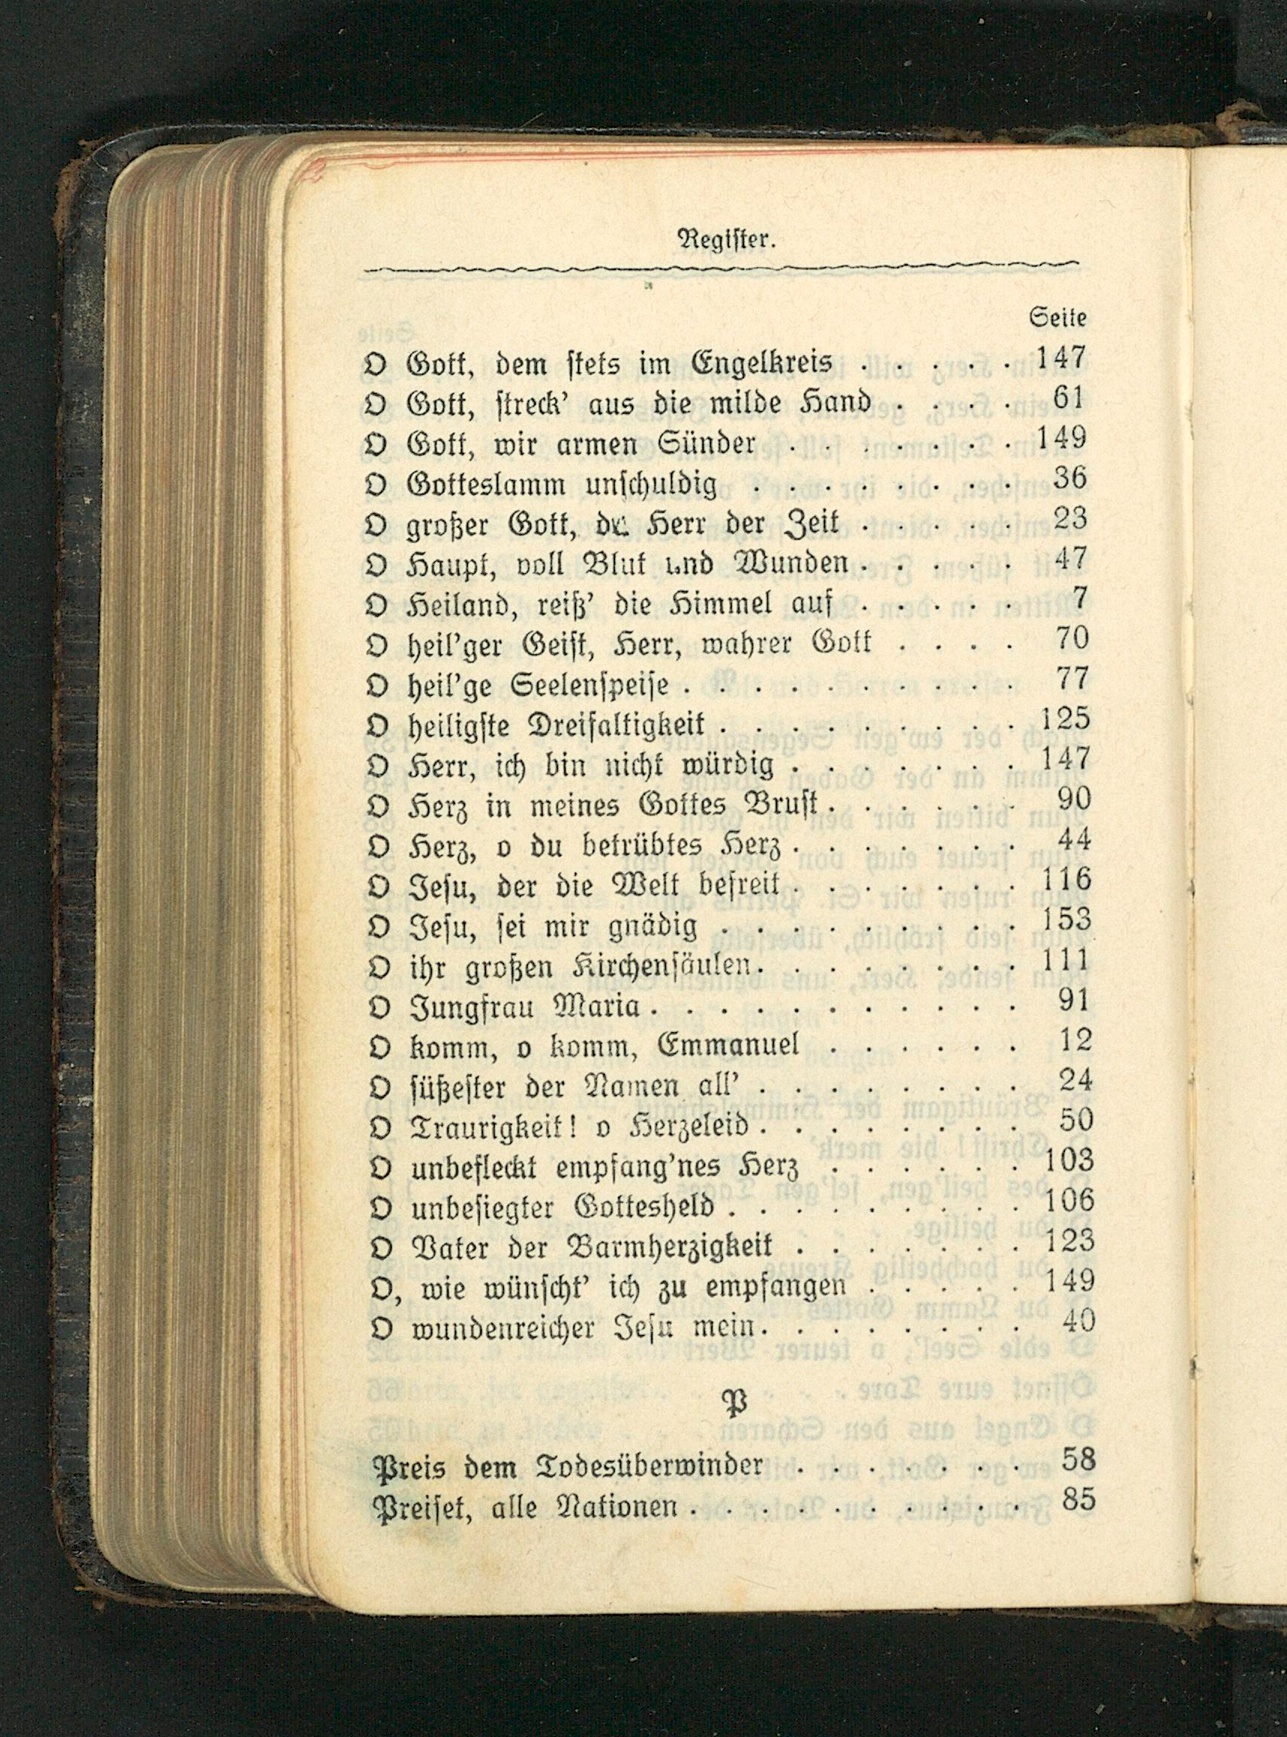 Register.
Seite
O Gott, dem stets im Engelkreis . . . . . 147
O Gott, streck' aus die milde Hand . . . . 61
O Gott, wir armen Sünder . . . . . . . 149
O Gotteslamm unschuldig . . . . . . . . 36
O großer Gott, du Herr der Zeit . . . . . 23
O Haupt, voll Blut und Wunden . . . . . 47
O Heiland, reiß' die Himmel auf . . . . . 7
O heil'ger Geist, Herr, wahrer Gott . . . . 70
O heil'ge Seelenspeise . . . . . . . . . . 77
O heiligste Dreifaltigkeit . . . . . . . . . 125
O Herr, ich bin nicht würdig . . . . . . . 147
O Herz in meines Gottes Brust . . . . . . 90
O Herz, o du betrübtes Herz . . . . . . . 44
O Jesu, der die Welt befreit . . . . . . . 116
O Jesu, sei mir gnädig . . . . . . . . . 153
O ihr großen Kirchensäulen . . . . . . . . 111
O Jungfrau Maria . . . . . . . . . . . 91
O komm, o komm, Emmanuel . . . . . . 12
O süßester der Namen all' . . . . . . . . 24
O Traurigkeit! o Herzeleid . . . . . . . . 50
O unbefleckt empfang'nes Herz . . . . . . 103
O unbesiegter Gottesheld . . . . . . . . . 106
O Vater der Barmherzigkeit . . . . . . . 123
O, wie wünscht' ich zu empfangen . . . . . 149
O wundenreicher Jesu mein . . . . . . . . 40
P
Preis dem Todesüberwinder . . . . . . . 58
Preiset, alle Nationen . . . . . . . . . . 85